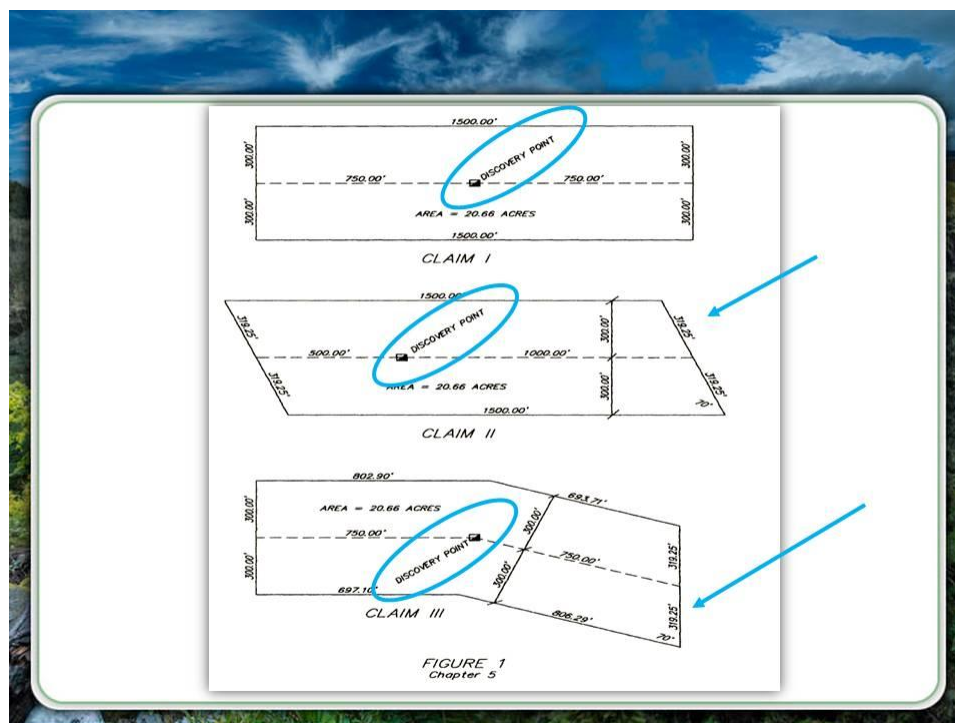 1500.00'
300.00'
300.00'
DISCOVERY POINT
750.00'
750.00'
300.00'
300.00'
AREA = 20.66 ACRES
1500.00'
CLAIM I
1500.00'
319.25'
300.00'
319.25'
DISCOVERY POINT
500.00'
1000.00'
319.25'
300.00'
319.25'
AREA = 20.66 ACRES
70°
1500.00'
CLAIM II
802.90'
693.71'
300.00'
AREA = 20.66 ACRES
300.00'
750.00'
750.00'
319.25'
DISCOVERY POINT
300.00'
300.00'
697.10'
806.29'
319.25'
70°
CLAIM III
FIGURE 1
Chapter 5